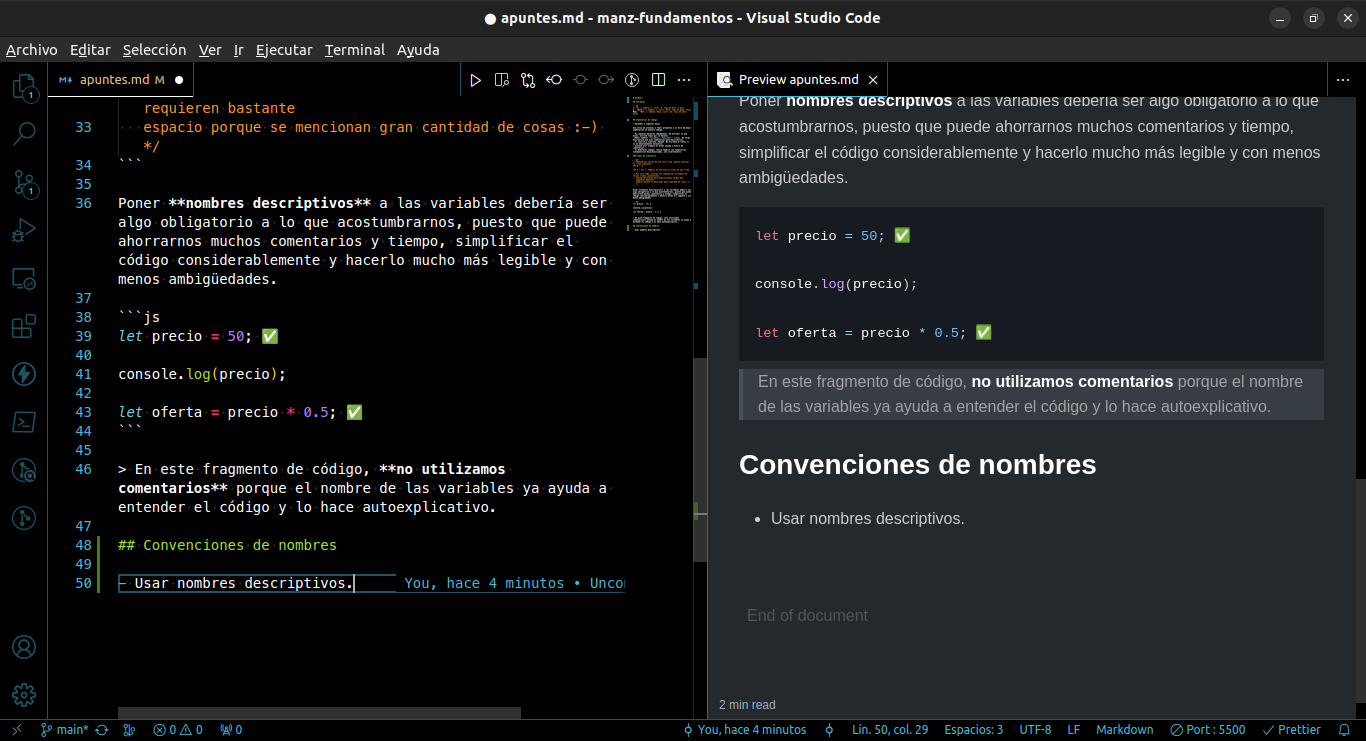 apuntes.md - manz-fundamentos - Visual Studio Code
Archivo Editar Selección Ver Ir Ejecutar Terminal Ayuda
apuntes.md M
Preview apuntes.md
requieren bastante
33 espacio porque se mencionan gran cantidad de cosas :-)
*/
34 ```
35
36 Poner **nombres descriptivos** a las variables debería ser
algo obligatorio a lo que acostumbrarnos, puesto que puede
ahorrarnos muchos comentarios y tiempo, simplificar el
código considerablemente y hacerlo mucho más legible y con
menos ambigüedades.
37
38 ```js
39 let precio = 50; ✅
40
41 console.log(precio);
42
43 let oferta = precio * 0.5; ✅
44 ```
45
46 > En este fragmento de código, **no utilizamos
comentarios** porque el nombre de las variables ya ayuda a
entender el código y lo hace autoexplicativo.
47
48 ## Convenciones de nombres
49
50 - Usar nombres descriptivos. You, hace 4 minutos • Uncom
Poner nombres descriptivos a las variables debería ser algo obligatorio a lo que
acostumbrarnos, puesto que puede ahorrarnos muchos comentarios y tiempo,
simplificar el código considerablemente y hacerlo mucho más legible y con menos
ambigüedades.
let precio = 50; ✅
console.log(precio);
let oferta = precio * 0.5; ✅
En este fragmento de código, no utilizamos comentarios porque el nombre
de las variables ya ayuda a entender el código y lo hace autoexplicativo.
Convenciones de nombres
• Usar nombres descriptivos.
End of document
2 min read
1
1
main* 0 0 0 You, hace 4 minutos Lín. 50, col. 29 Espacios: 3 UTF-8 LF Markdown Port : 5500 Prettier